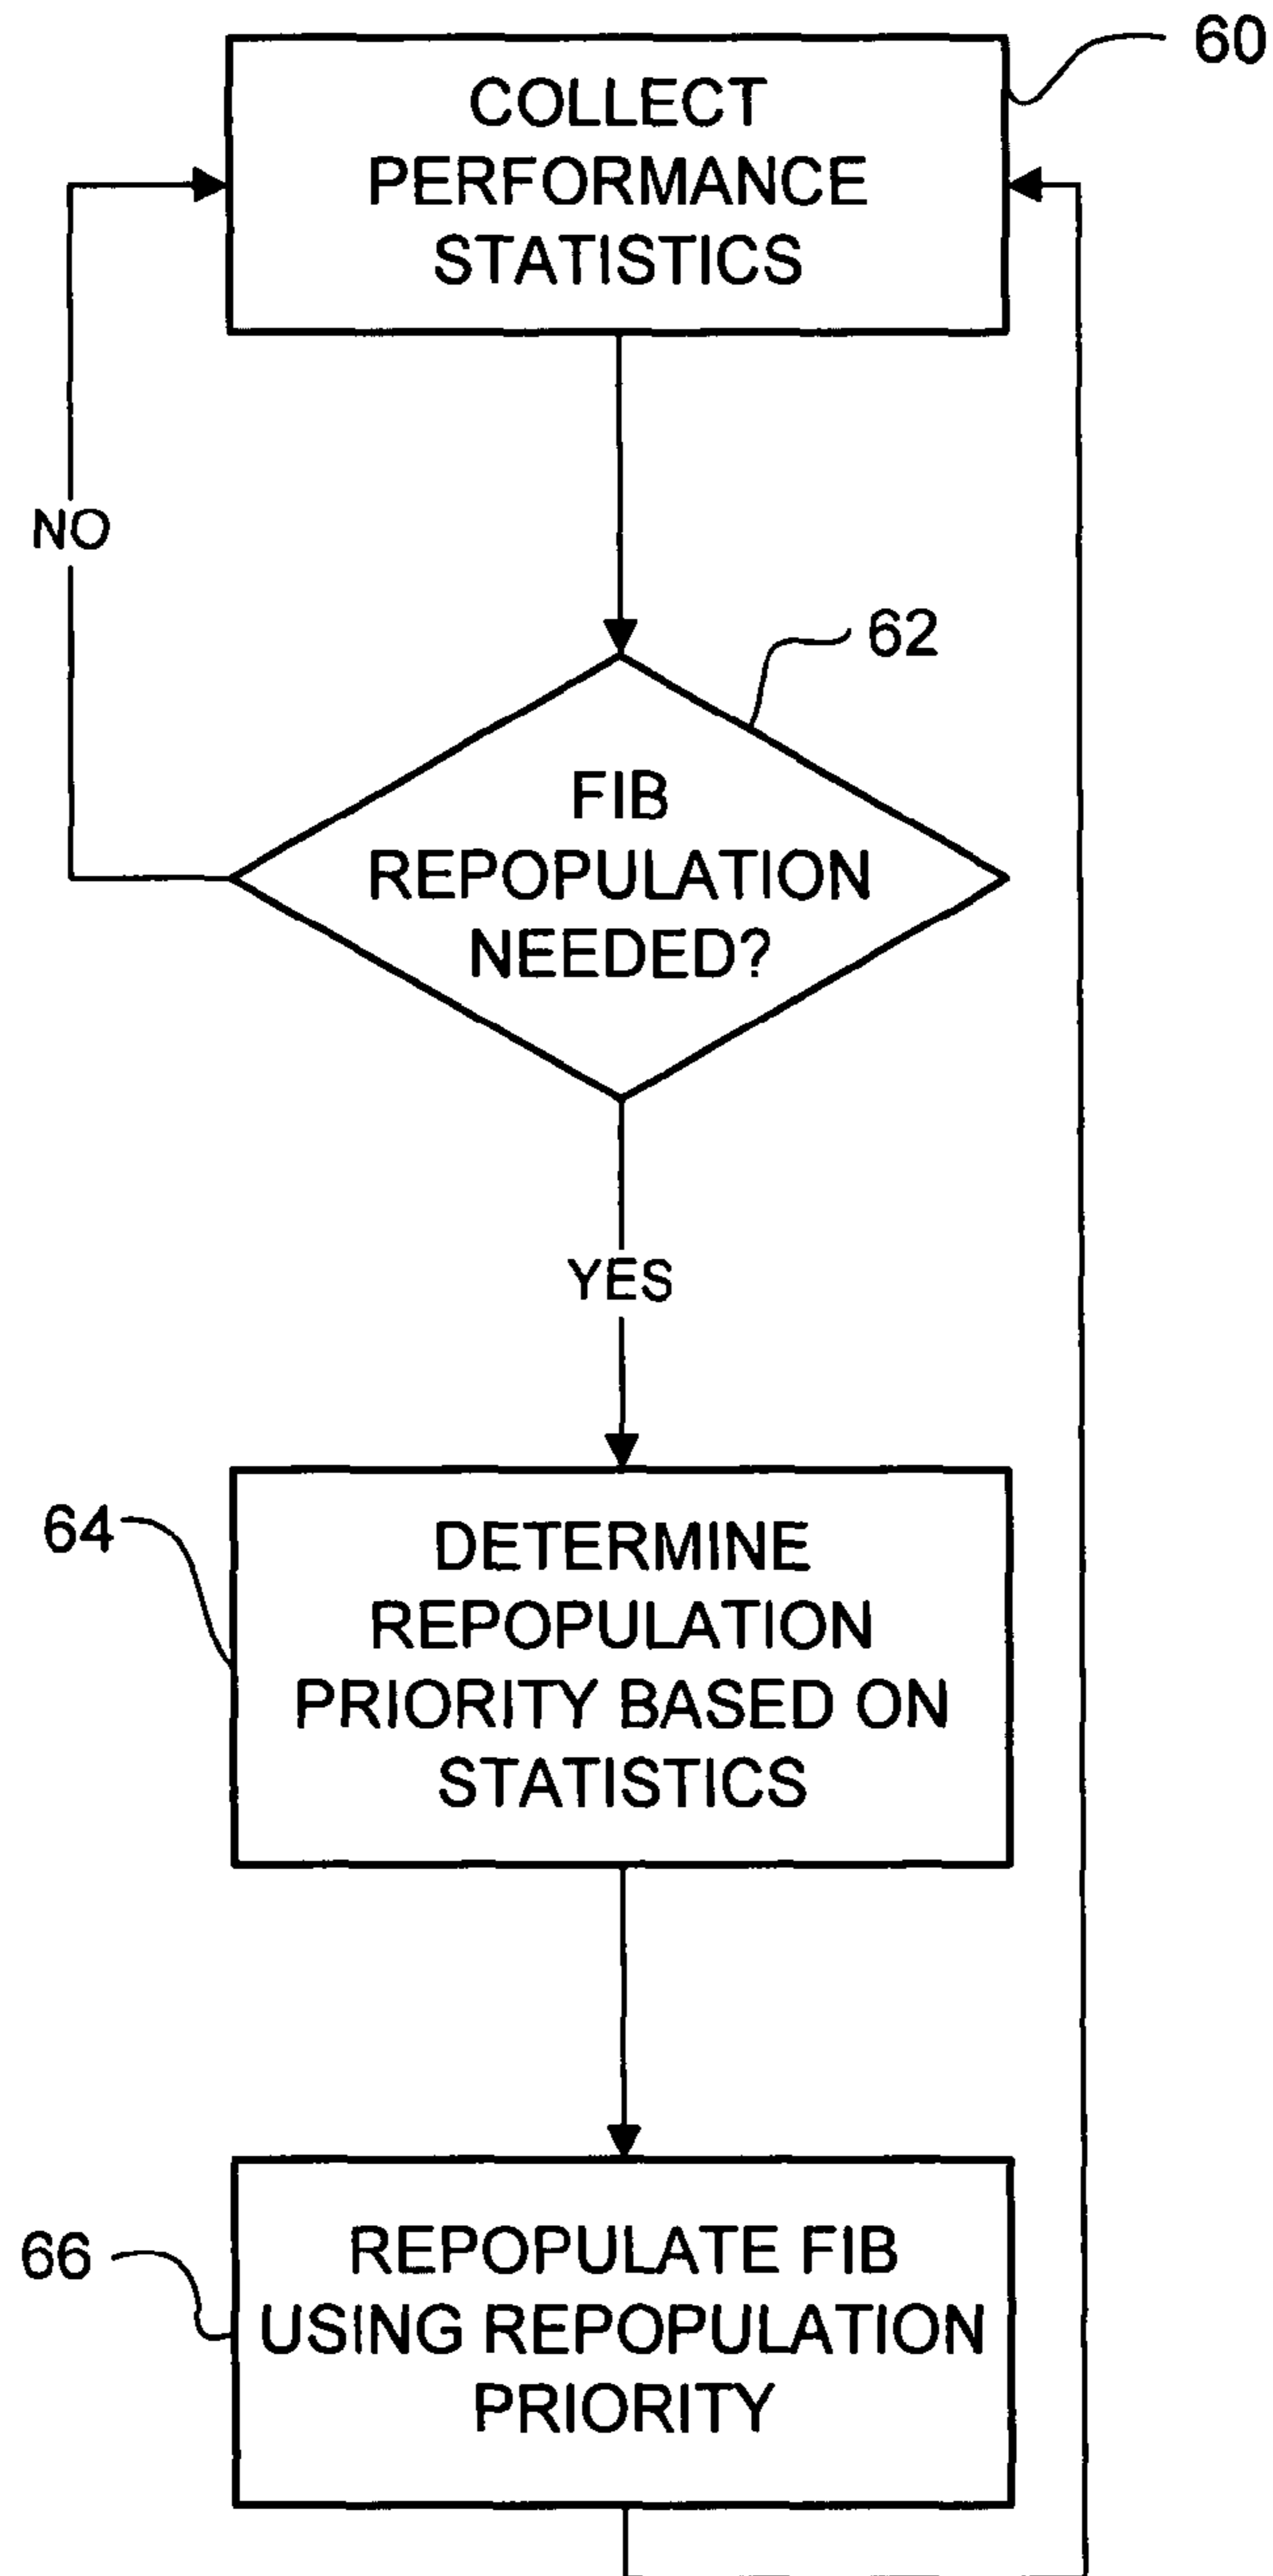 60
COLLECT
PERFORMANCE
STATISTICS
NO
62
FIB
REPOPULATION
NEEDED?
YES
64
DETERMINE
REPOPULATION
PRIORITY BASED ON
STATISTICS
66
REPOPULATE FIB
USING REPOPULATION
PRIORITY